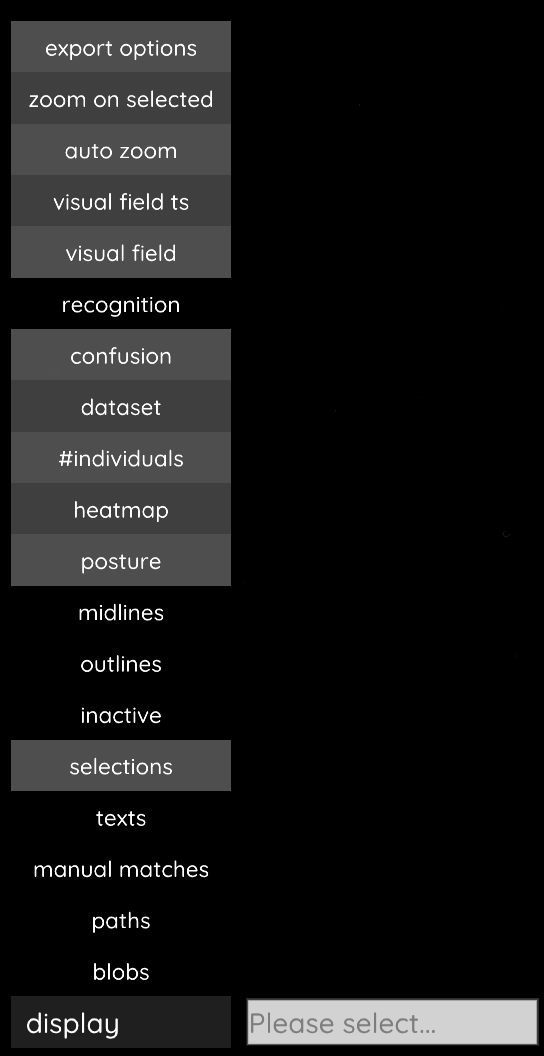 export options
zoom on selected
auto zoom
visual field ts
visual field
recognition
confusion
dataset
#individuals
heatmap
posture
midlines
outlines
inactive
selections
texts
manual matches
paths
blobs
display
Please select...